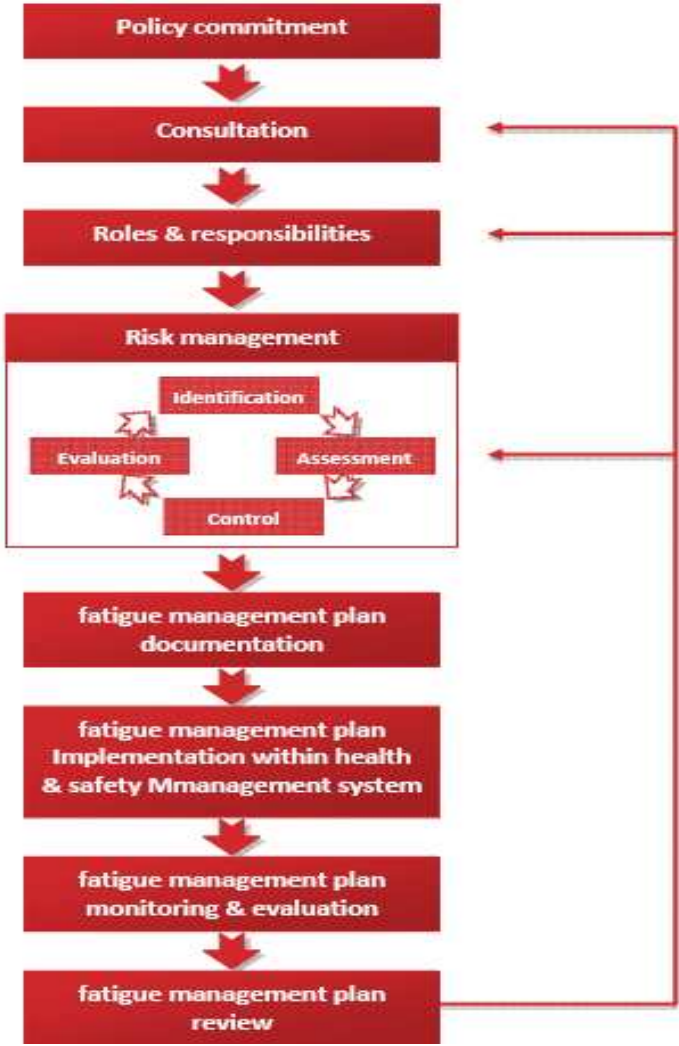 Policy commitment
Consultation
Roles & responsibilities
Risk management
Identification
Evaluation
Assessment
Control
fatigue management plan
documentation
fatigue management plan
Implementation within health
& safety Mmanagement system
fatigue management plan
monitoring & evaluation
fatigue management plan
review